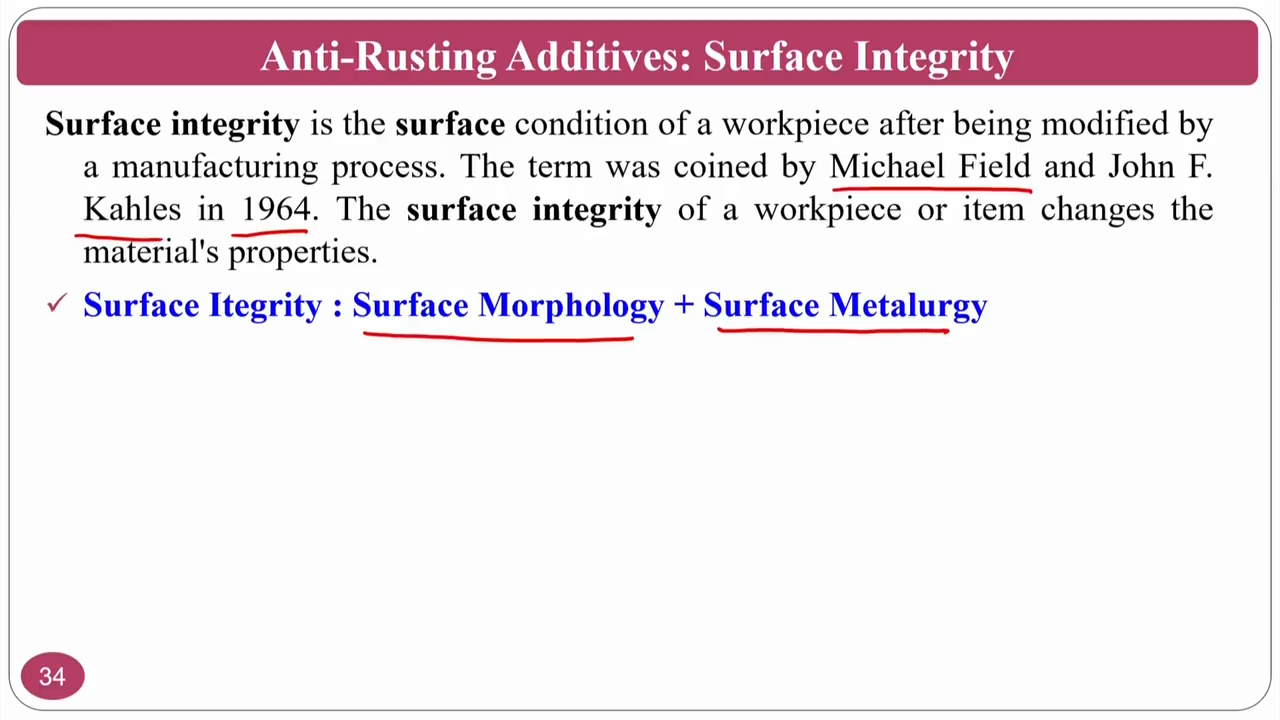 Anti-Rusting Additives: Surface Integrity
Surface integrity is the surface condition of a workpiece after being modified by
a manufacturing process. The term was coined by Michael Field and John F.
Kahles in 1964. The surface integrity of a workpiece or item changes the
material's properties.
✓ Surface Itegrity : Surface Morphology + Surface Metalurgy
34